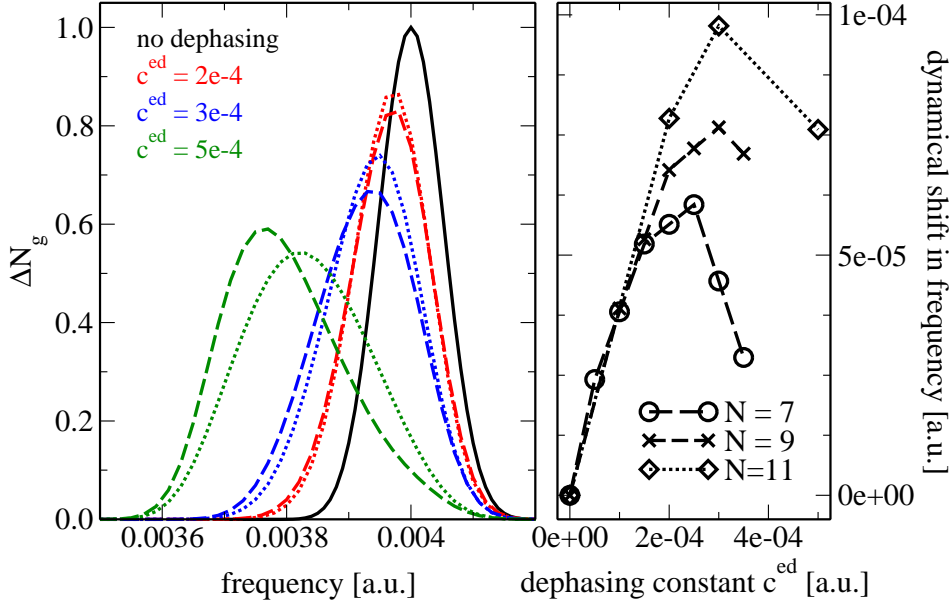 1.0
0.8
0.6
0.4
0.2
0.0
ΔN_g
no dephasing
c^ed = 2e-4
c^ed = 3e-4
c^ed = 5e-4
0.0036
0.0038
0.004
frequency [a.u.]
1e-04
5e-05
0e+00
dynamical shift in frequency [a.u.]
N = 7
N = 9
N=11
0e+00
2e-04
4e-04
dephasing constant c^ed [a.u.]